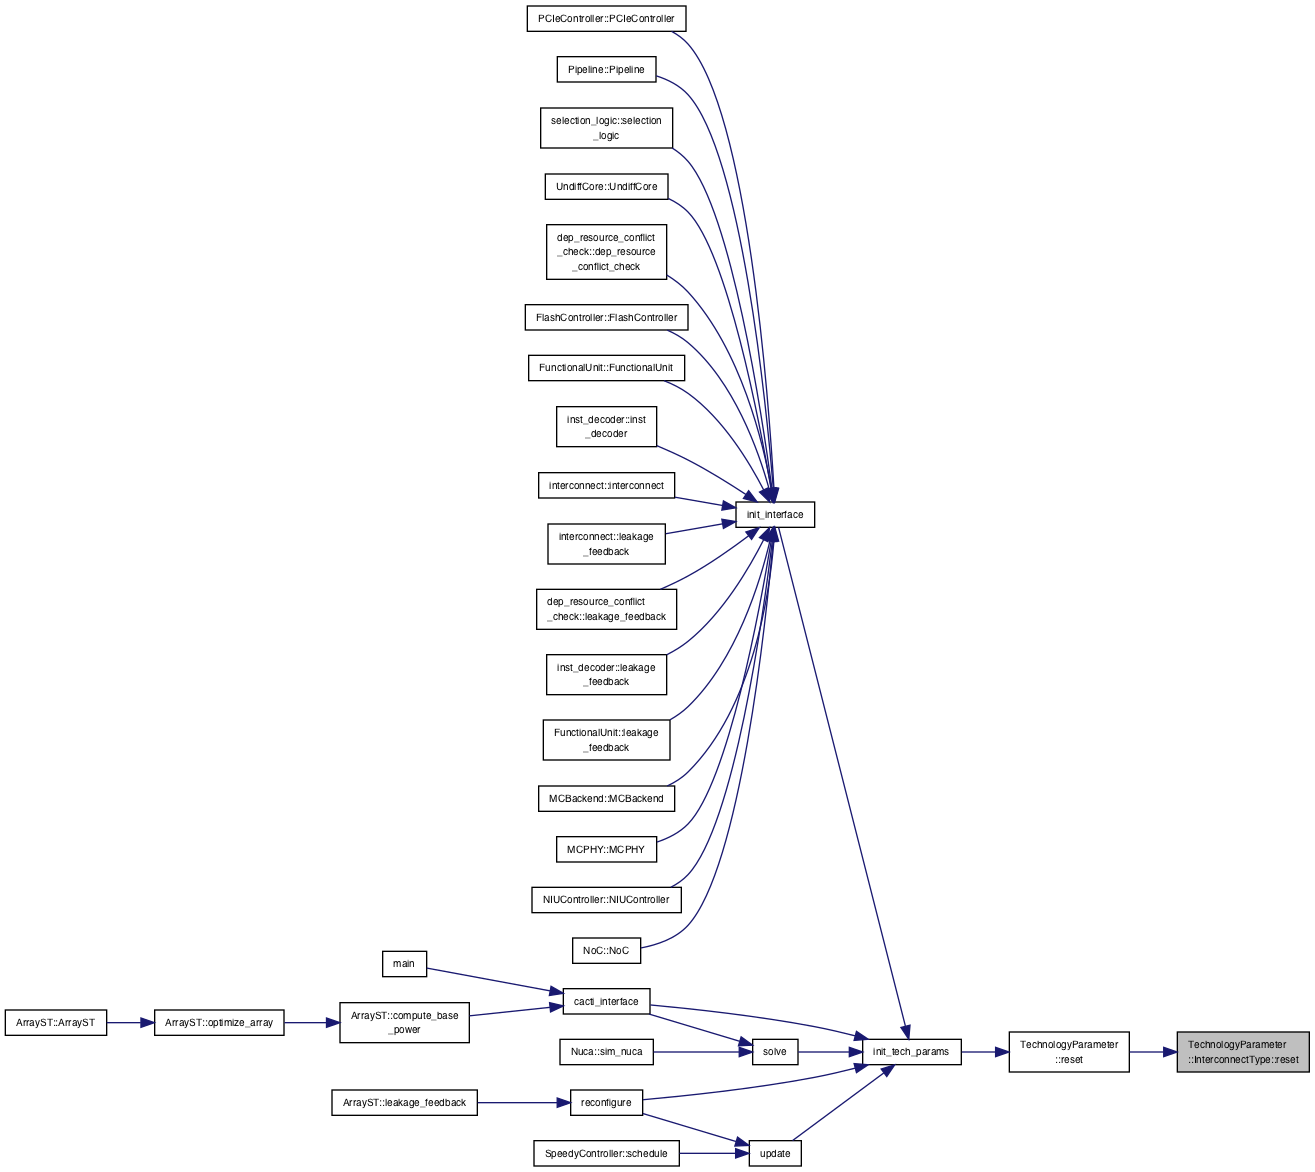 PCIeController::PCIeController
Pipeline::Pipeline
selection_logic::selection
_logic
UndiffCore::UndiffCore
dep_resource_conflict
_check::dep_resource
_conflict_check
FlashController::FlashController
FunctionalUnit::FunctionalUnit
inst_decoder::inst
_decoder
interconnect::interconnect
init_interface
interconnect::leakage
_feedback
dep_resource_conflict
_check::leakage_feedback
inst_decoder::leakage
_feedback
FunctionalUnit::leakage
_feedback
MCBackend::MCBackend
MCPHY::MCPHY
NIUController::NIUController
NoC::NoC
main
cacti_interface
ArrayST::ArrayST
ArrayST::optimize_array
ArrayST::compute_base
_power
Nuca::sim_nuca
solve
init_tech_params
TechnologyParameter
::reset
TechnologyParameter
::InterconnectType::reset
ArrayST::leakage_feedback
reconfigure
SpeedyController::schedule
update